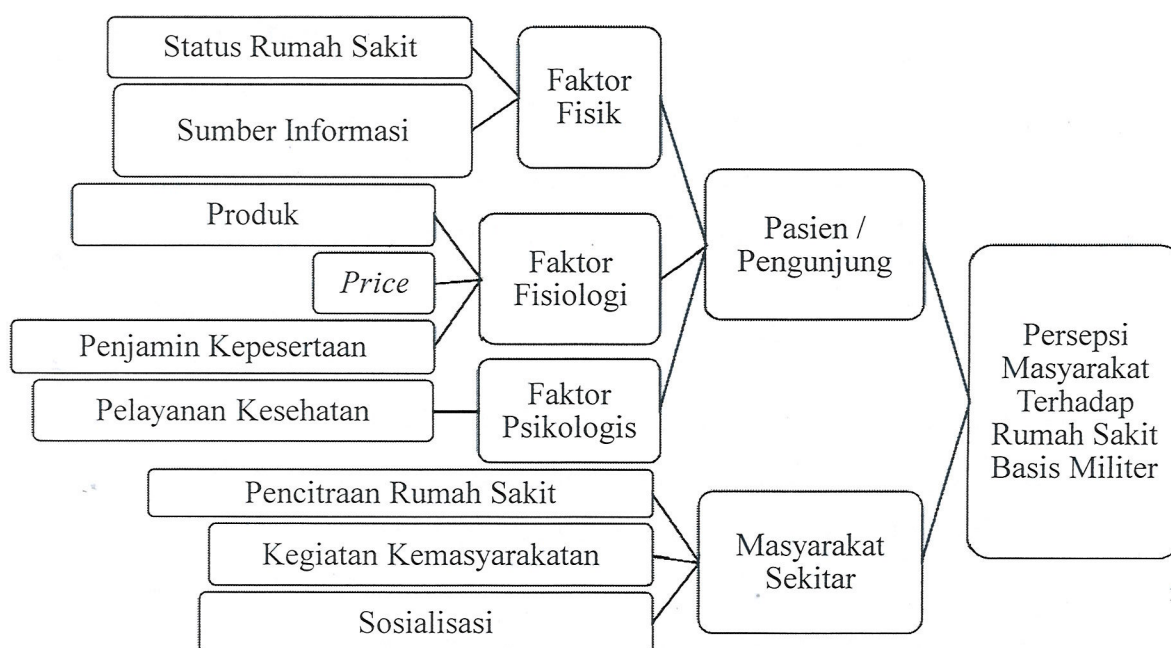 Status Rumah Sakit
Sumber Informasi
Faktor
Fisik
Produk
Price
Penjamin Kepesertaan
Faktor
Fisiologi
Pelayanan Kesehatan
Faktor
Psikologis
Pasien /
Pengunjung
Pencitraan Rumah Sakit
Kegiatan Kemasyarakatan
Sosialisasi
Masyarakat
Sekitar
Persepsi
Masyarakat
Terhadap
Rumah Sakit
Basis Militer